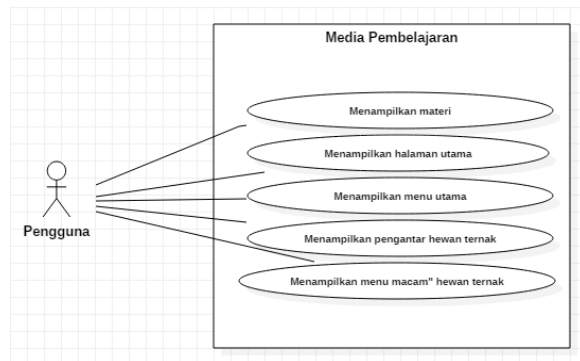 Media Pembelajaran
Menampilkan materi
Menampilkan halaman utama
Menampilkan menu utama
Menampilkan pengantar hewan ternak
Menampilkan menu macam" hewan ternak
Pengguna